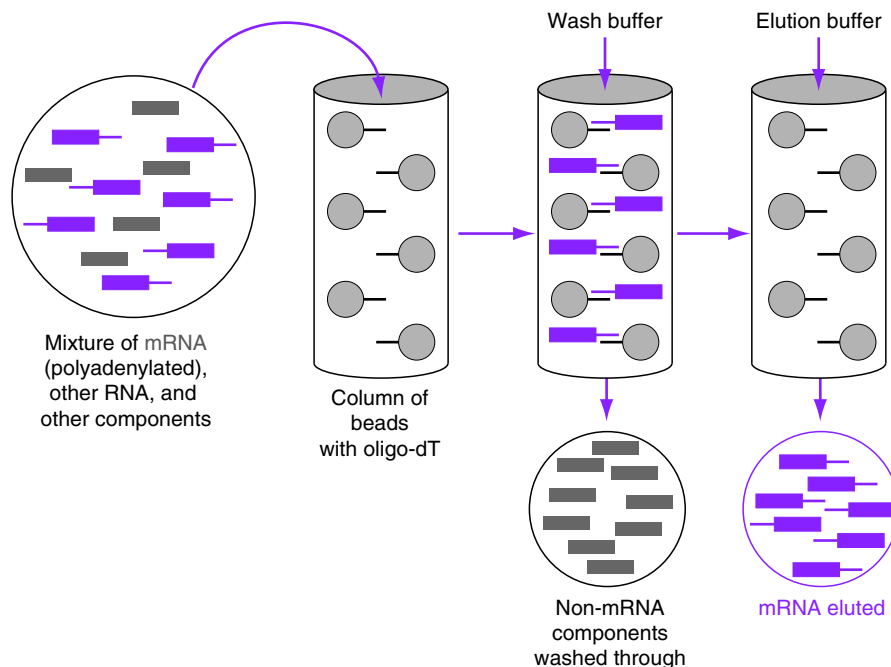 Wash buffer
Elution buffer
Mixture of mRNA
(polyadenylated),
other RNA, and
other components
Column of
beads
with oligo-dT
Non-mRNA
components
washed through
mRNA eluted